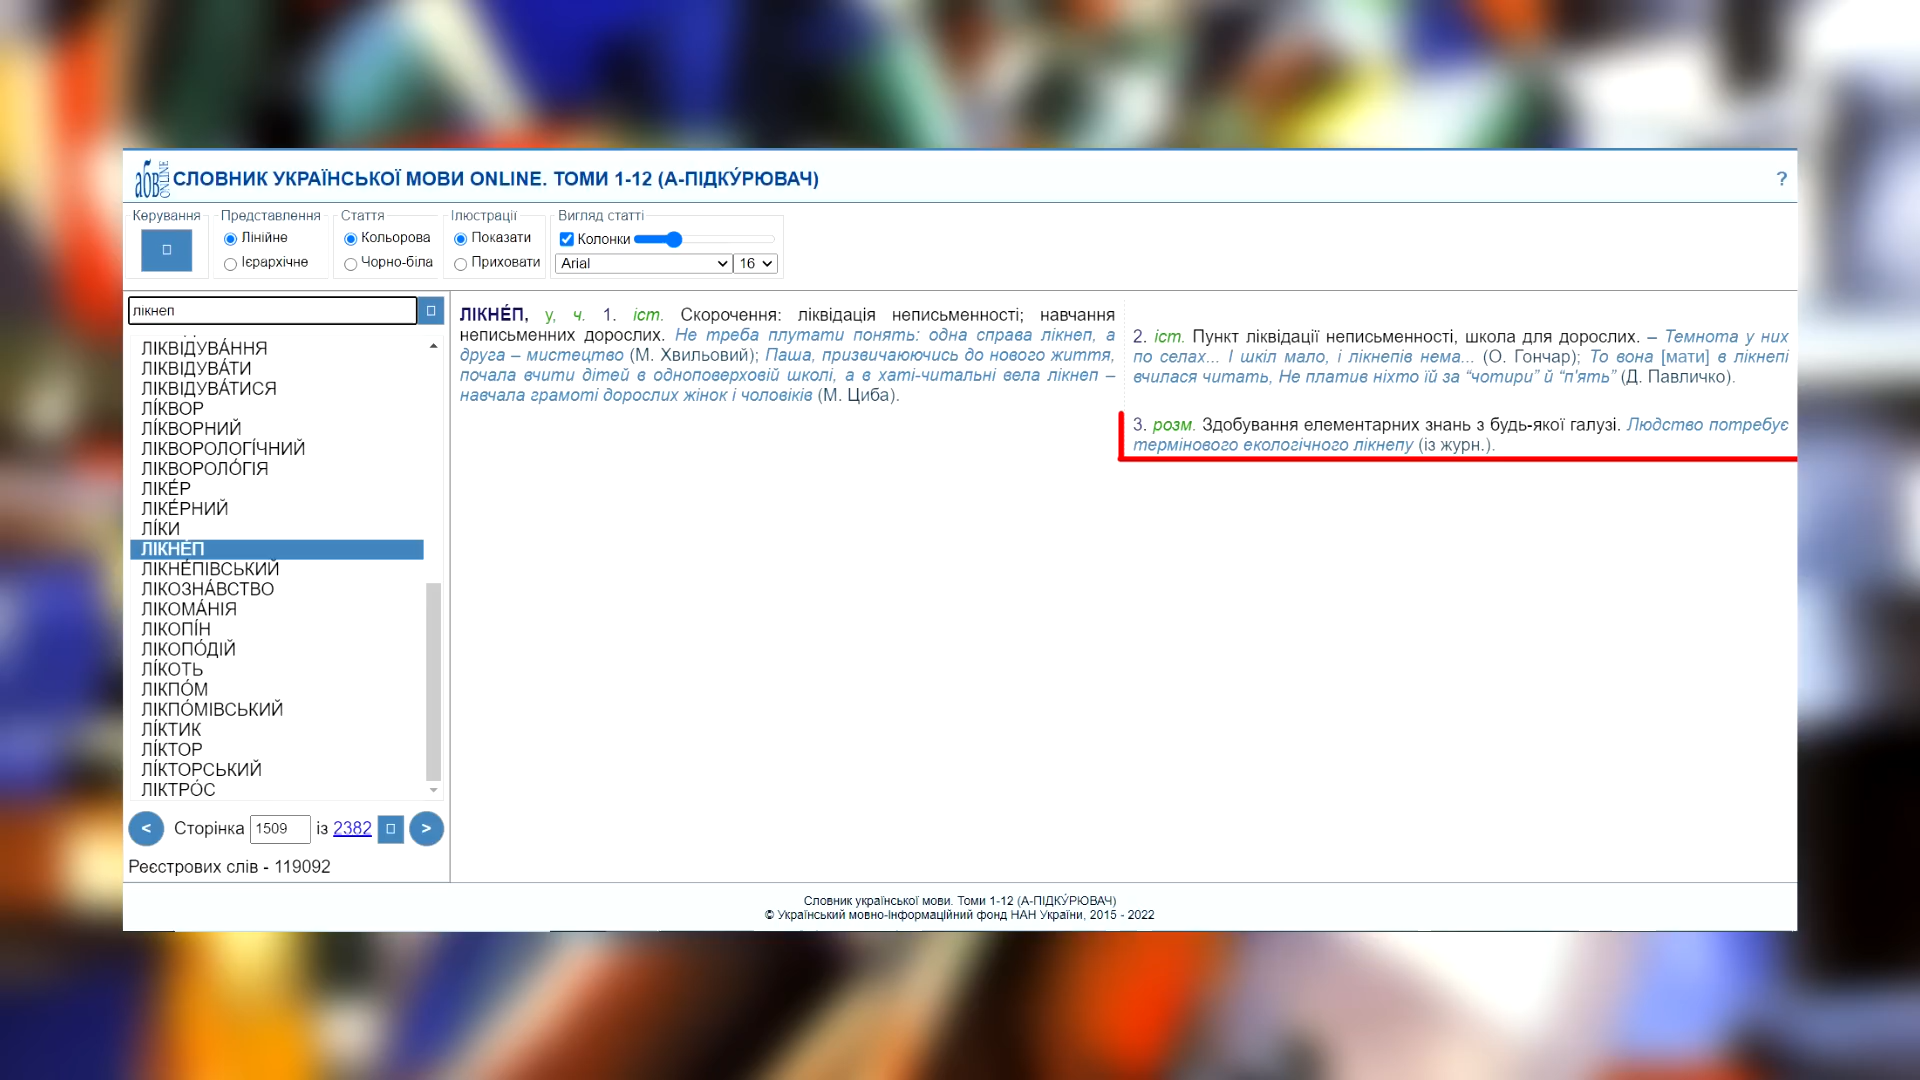 абв ONLINE
СЛОВНИК УКРАЇНСЬКОЇ МОВИ ONLINE. ТОМИ 1-12 (А-ПІДКУ́РЮВАЧ)
?
Керування
Представлення
Стаття
Ілюстрації
Вигляд статті
Лінійне
Кольорова
Показати
Колонки
Ієрархічне
Чорно-біла
Приховати
Arial
16
лікнеп
ЛІКВІДУВА́ННЯ
ЛІКВІДУВА́ТИ
ЛІКВІДУВА́ТИСЯ
ЛІ́КВОР
ЛІ́КВОРНИЙ
ЛІКВОРОЛОГІ́ЧНИЙ
ЛІКВОРОЛО́ГІЯ
ЛІКЕ́Р
ЛІКЕ́РНИЙ
ЛІ́КИ
ЛІКНЕ́П
ЛІКНЕ́ПІВСЬКИЙ
ЛІКОЗНА́ВСТВО
ЛІКОМА́НІЯ
ЛІКОПІ́Н
ЛІКОПО́ДІЙ
ЛІ́КОТЬ
ЛІКПО́М
ЛІКПО́МІВСЬКИЙ
ЛІ́КТИК
ЛІ́КТОР
ЛІ́КТОРСЬКИЙ
ЛІКТРО́С
< Сторінка 1509 із 2382 >
Реєстрових слів - 119092
ЛІКНЕ́П, у, ч. 1. іст. Скорочення: ліквідація неписьменності; навчання
неписьменних дорослих. Не треба плутати понять: одна справа лікнеп, а
друга – мистецтво (М. Хвильовий); Паша, призвичаюючись до нового життя,
почала вчити дітей в одноповерховій школі, а в хаті-читальні вела лікнеп –
навчала грамоті дорослих жінок і чоловіків (М. Циба).
2. іст. Пункт ліквідації неписьменності, школа для дорослих. – Темнота у них
по селах... І шкіл мало, і лікнепів нема... (О. Гончар); То вона [мати] в лікнепі
вчилася читать, Не платив ніхто їй за “чотири” й “п'ять” (Д. Павличко).
3. розм. Здобування елементарних знань з будь-якої галузі. Людство потребує
термінового екологічного лікнепу (із журн.).
Словник української мови. Томи 1-12 (А-ПІДКУ́РЮВАЧ)
© Український мовно-інформаційний фонд НАН України, 2015 - 2022